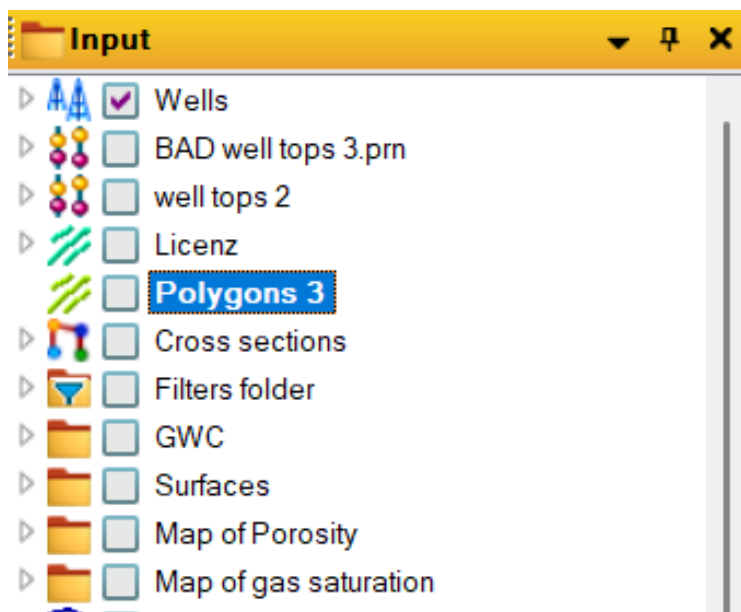 Input
Wells
BAD well tops 3.prn
well tops 2
Licenz
Polygons 3
Cross sections
Filters folder
GWC
Surfaces
Map of Porosity
Map of gas saturation